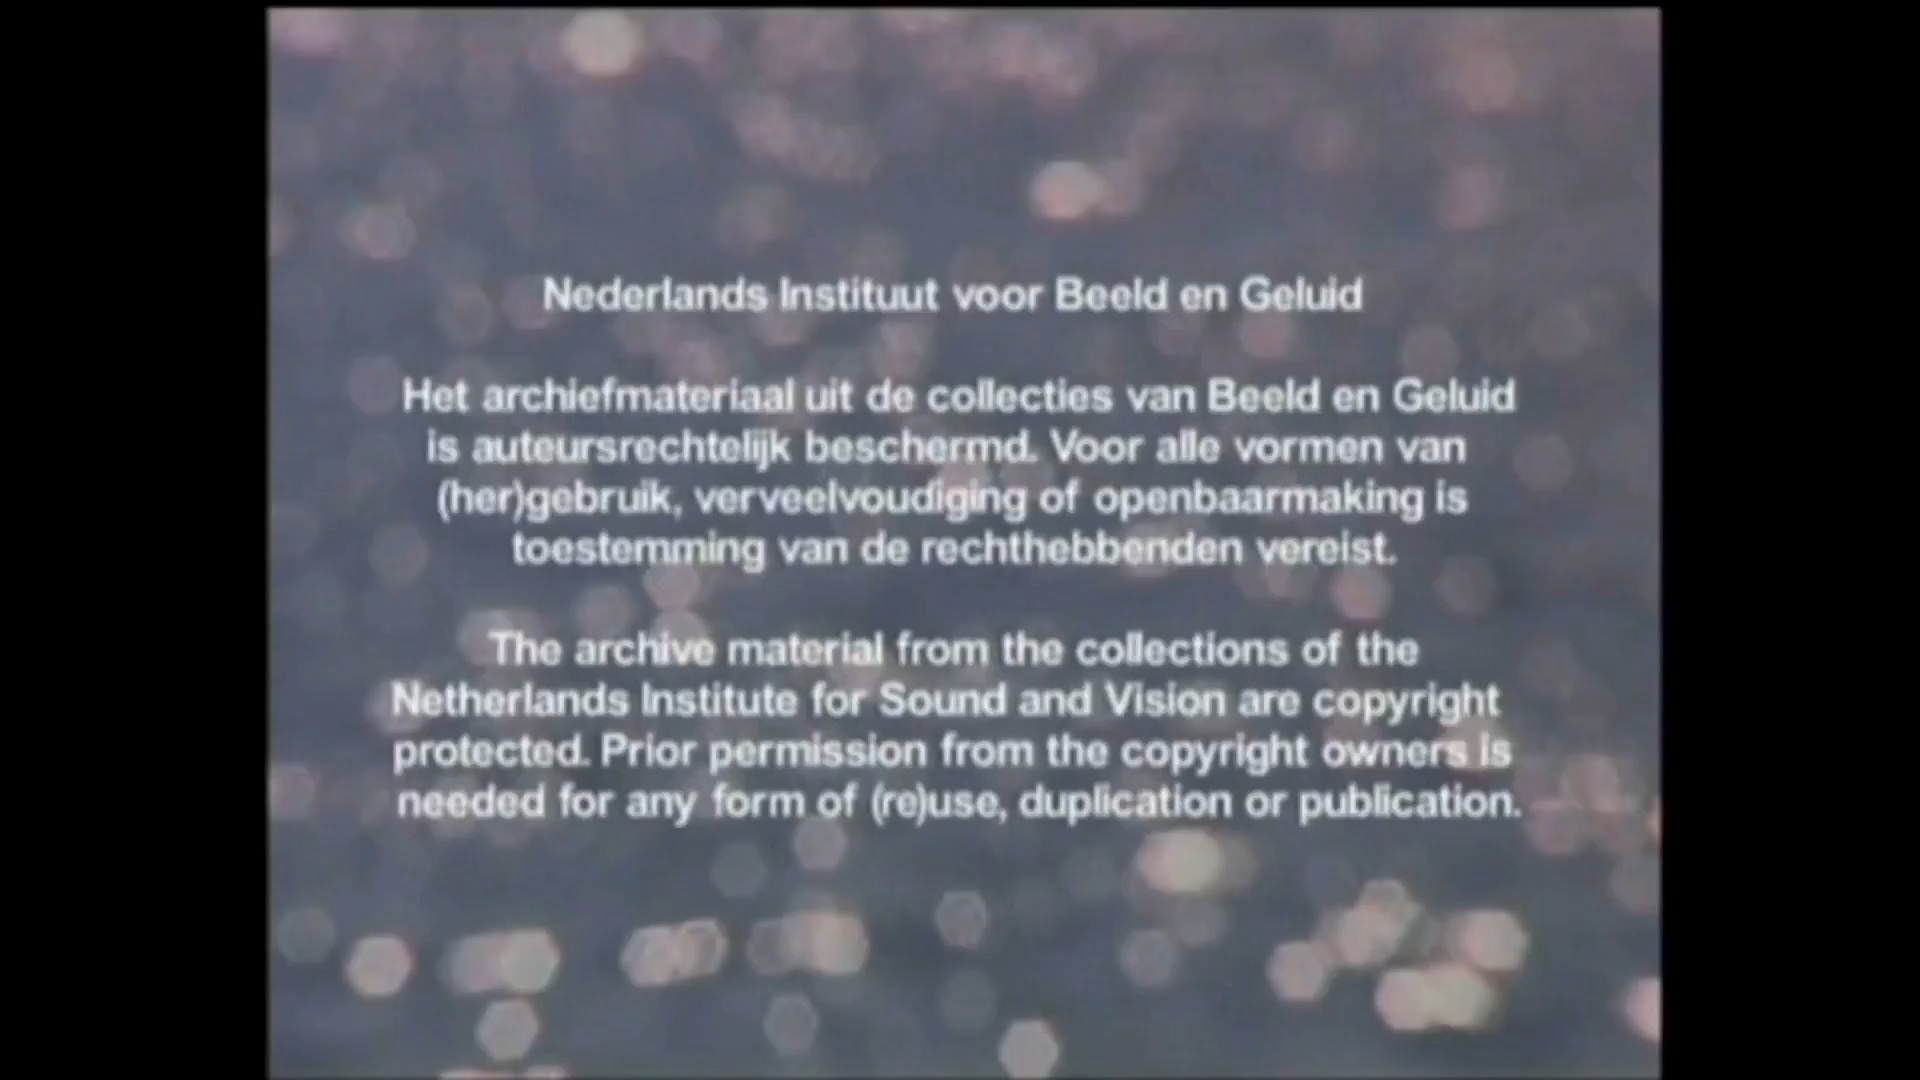 Nederlands Instituut voor Beeld en Geluid
Het archiefmateriaal uit de collecties van Beeld en Geluid
is auteursrechtelijk beschermd. Voor alle vormen van
(her)gebruik, verveelvoudiging of openbaarmaking is
toestemming van de rechthebbenden vereist.
The archive material from the collections of the
Netherlands Institute for Sound and Vision are copyright
protected. Prior permission from the copyright owners is
needed for any form of (re)use, duplication or publication.